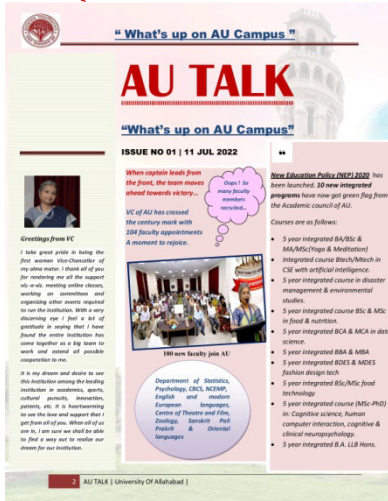 “ What’s up on AU Campus ”
AU TALK
“What’s up on AU Campus”
ISSUE NO 01 | 11 JUL 2022
Greetings from VC
I take great pride in being the
first woman Vice-Chancellor of
my alma mater. I thank all of you
for rendering me all the support
viz.-a-viz. meeting online classes,
working on committees and
organizing other events required
to run the institution. With a very
discerning eye I feel a lot of
gratitude in saying that I have
found the entire institution has
come together as a big team to
work and extend all possible
cooperation to me.
It is my dream and desire to see
this institution among the leading
institution in academics, sports,
cultural pursuits, innovation,
patents, etc. It is heartwarming
to see the love and support that I
get from all of you. When all of us
are in, I am sure we shall be able
to find a way out to realize our
dream for our institution.
When captain leads from
the front, the team moves
ahead towards victory...
VC of AU has crossed
the century mark with
104 faculty appointments
A moment to rejoice.
Oops ! So
many faculty
members
recruited...
100 new faculty join AU
Department of Statistics,
Psychology, CBCS, NCEMP,
English and modern
European languages,
Centre of Theatre and Film,
Zoology, Sanskrit Pali
Prakrit & Oriental
languages
❝
New Education Policy (NEP) 2020 has
been launched. 10 new integrated
programs have now got green flag from
the Academic council of AU.
Courses are as follows:
• 5 year integrated BA/BSc &
MA/MSc(Yoga & Meditation)
• Integrated course Btech/Mtech in
CSE with artificial intelligence.
• 5 year integrated course in disaster
management & environmental
studies.
• 5 year integrated course BSc & MSc
in food & nutrition.
• 5 year integrated BCA & MCA in data
science.
• 5 year integrated BBA & MBA
• 5 year integrated BDES & MDES
fashion design tech
• 5 year integrated BSc/MSc food
technology
• 5 year integrated course (MSc-PhD)
in: Cognitive science, human
computer interaction, cognitive &
clinical neuropsychology.
• 5 year integrated B.A. LLB Hons.
2 AU TALK | University Of Allahabad |